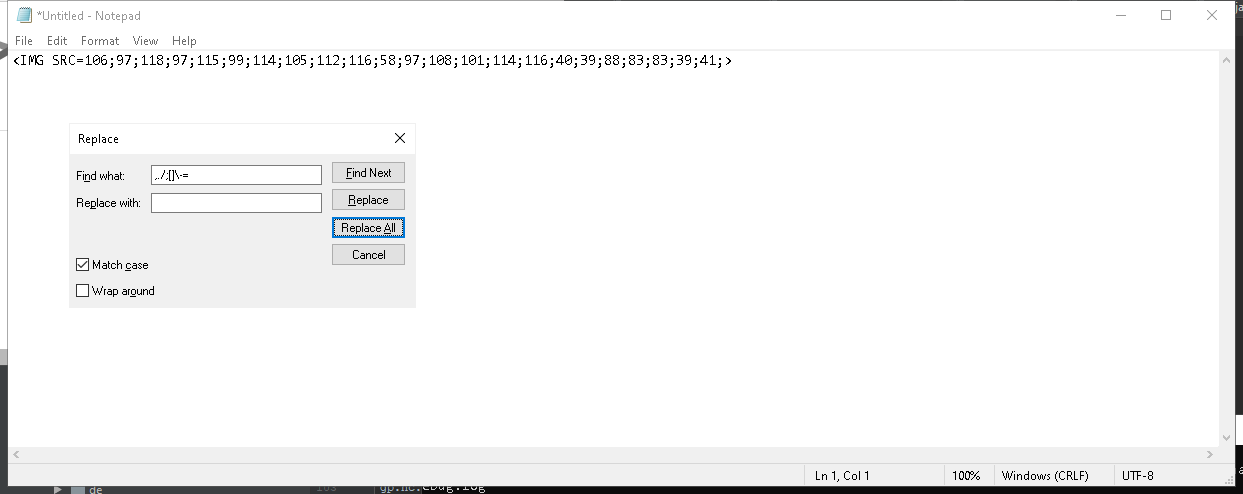 *Untitled - Notepad
File Edit Format View Help
<IMG SRC=106;97;118;97;115;99;114;105;112;116;58;97;108;101;114;116;40;39;88;83;83;39;41;>
Replace
Find what: ,./;[]\-= Find Next
Replace with: Replace
Replace All
Cancel
Match case
Wrap around
Ln 1, Col 1 100% Windows (CRLF) UTF-8
de